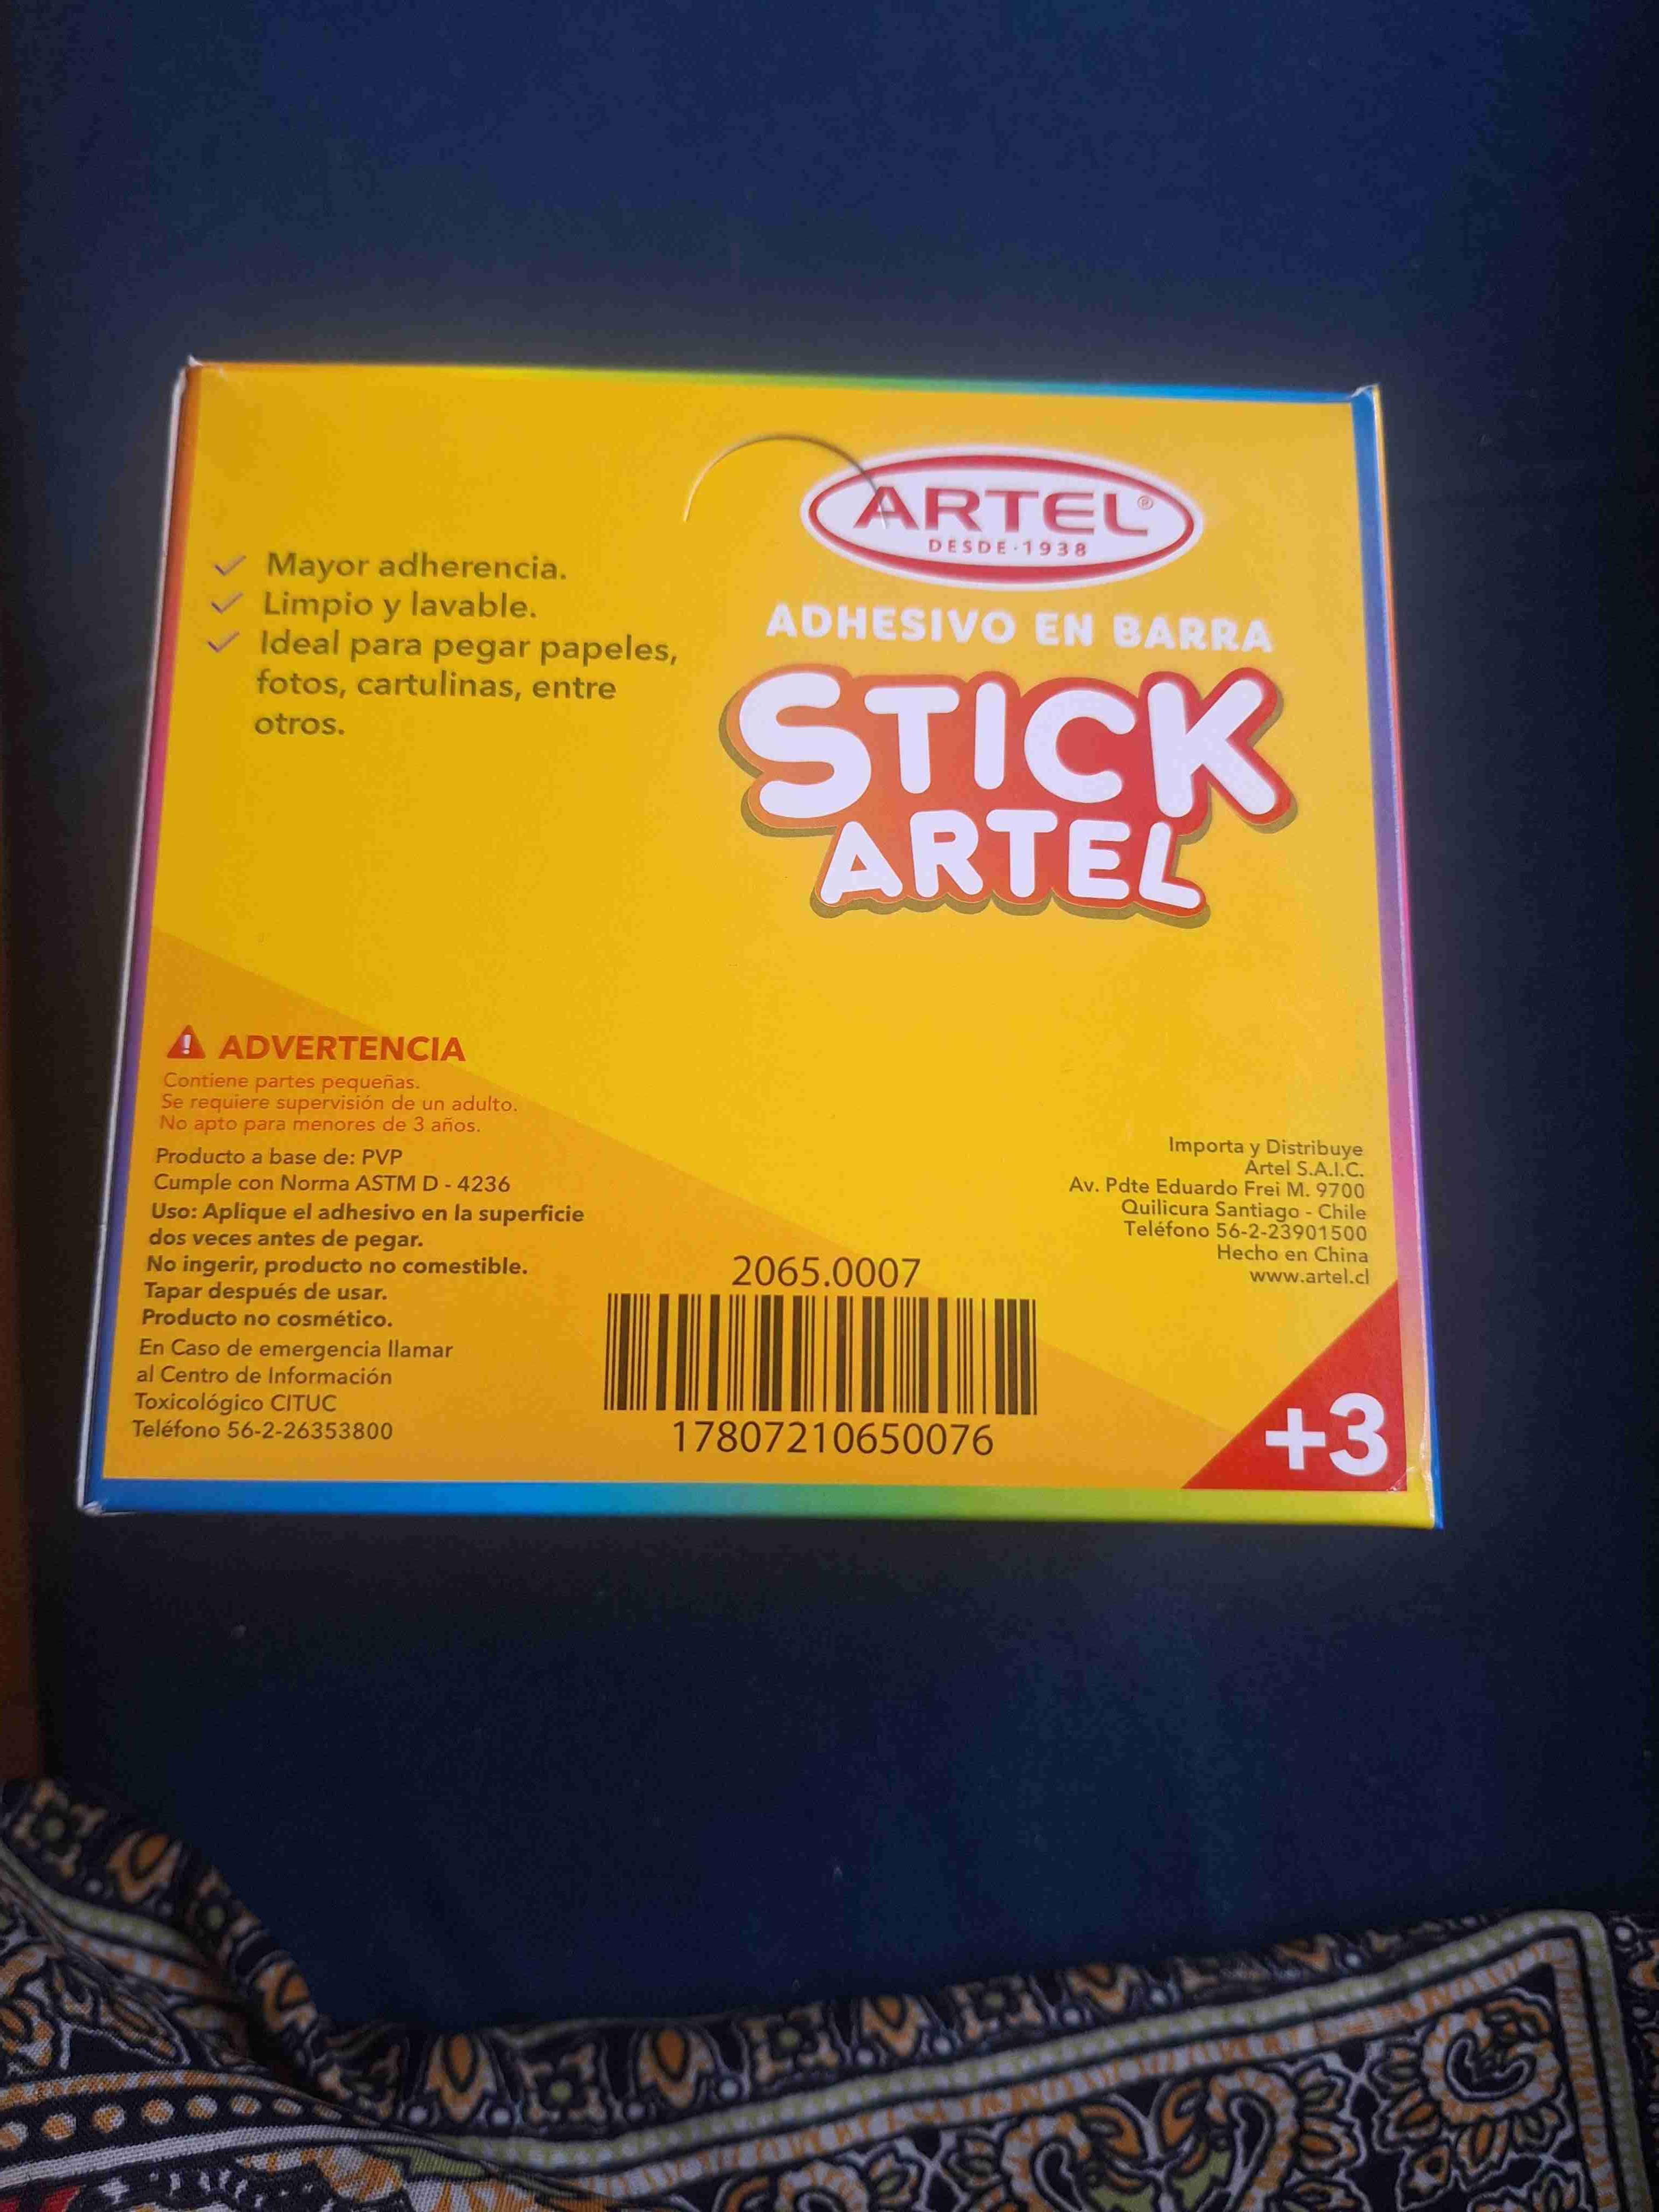 ARTEL®
DESDE·1938
ADHESIVO EN BARRA
STICK
ARTEL
Mayor adherencia.
Limpio y lavable.
Ideal para pegar papeles,
fotos, cartulinas, entre
otros.
ADVERTENCIA
Contiene partes pequeñas.
Se requiere supervisión de un adulto.
No apto para menores de 3 años.
Producto a base de: PVP
Cumple con Norma ASTM D - 4236
Uso: Aplique el adhesivo en la superficie
dos veces antes de pegar.
No ingerir, producto no comestible.
Tapar después de usar.
Producto no cosmético.
En Caso de emergencia llamar
al Centro de Información
Toxicológico CITUC
Teléfono 56-2-26353800
2065.0007
17807210650076
Importa y Distribuye
Artel S.A.I.C.
Av. Pdte Eduardo Frei M. 9700
Quilicura Santiago - Chile
Teléfono 56-2-23901500
Hecho en China
www.artel.cl
+3